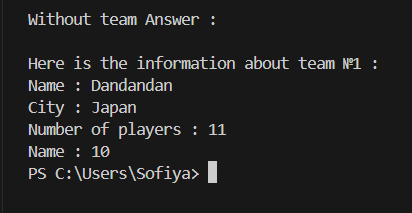 Without team Answer :
Here is the information about team №1 :
Name : Dandandan
City : Japan
Number of players : 11
Name : 10
PS C:\Users\Sofiya>